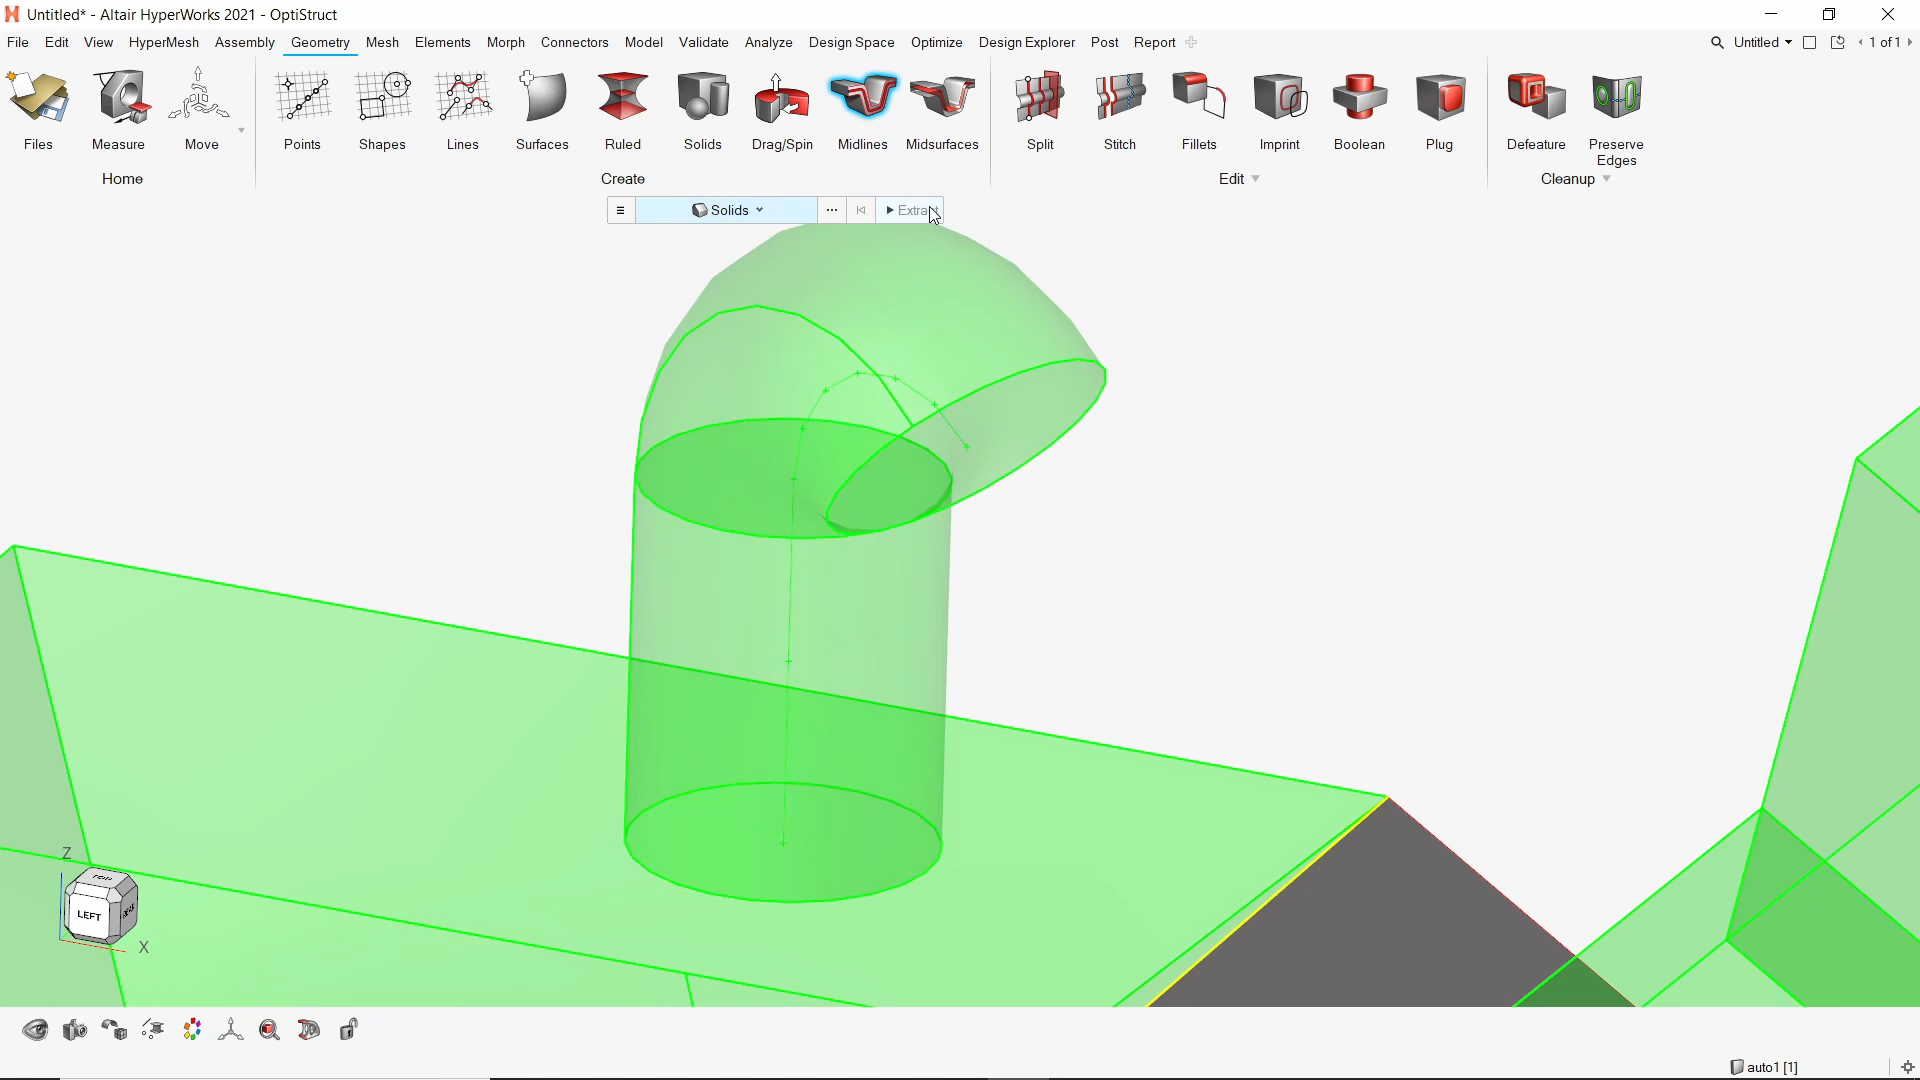 Untitled* - Altair HyperWorks 2021 - OptiStruct
File Edit View HyperMesh Assembly Geometry Mesh Elements Morph Connectors Model Validate Analyze Design Space Optimize Design Explorer Post Report Untitled 1 of 1
Files Measure Move Points Shapes Lines Surfaces Ruled Solids Drag/Spin Midlines Midsurfaces Split Stitch Fillets Imprint Boolean Plug Defeature Preserve Edges
Home Create Edit Cleanup
Solids Extract
Z
TOP
LEFT
X
auto1 [1]